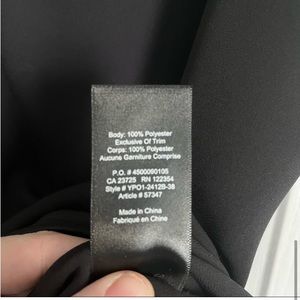 Body: 100% Polyester
Exclusive Of Trim
Corps: 100% Polyester
Aucune Garniture Comprise
P.O. # 4500090105
CA 23725 RN 122354
Style # YPO1-2412B-38
Article # 57347
Made in China
Fabriqué en Chine